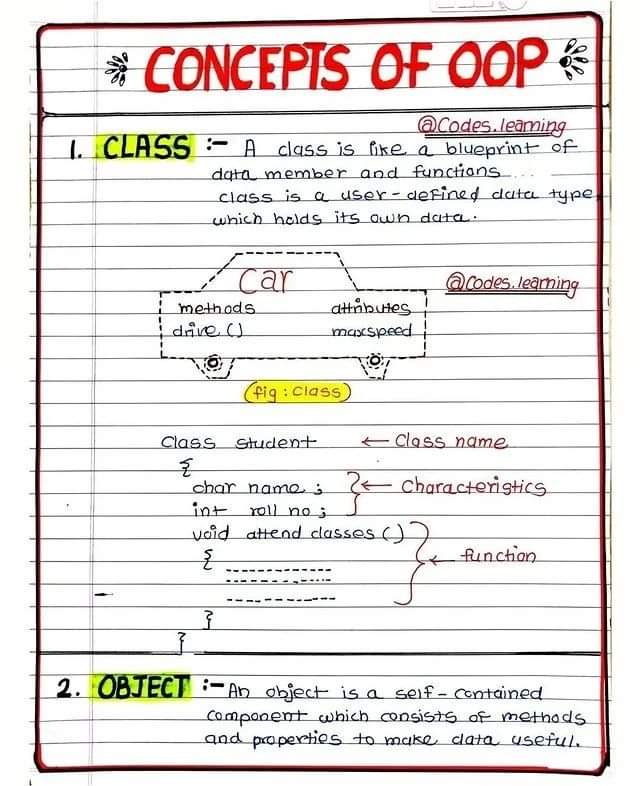 CONCEPTS OF OOP
@Codes.learning
1. CLASS :- A class is like a blueprint of
data member and functions...
class is a user-defined data type,
which holds its own data.
Car
@Codes.learning
methods attributes
drive () maxspeed
(fig : Class)
Class student ← Class name
{
char name ; } ← Characteristics
int roll no ;
void attend classes ()
{ } ← function
}
}
2. OBJECT :- An object is a self-contained
component which consists of methods
and properties to make data useful.